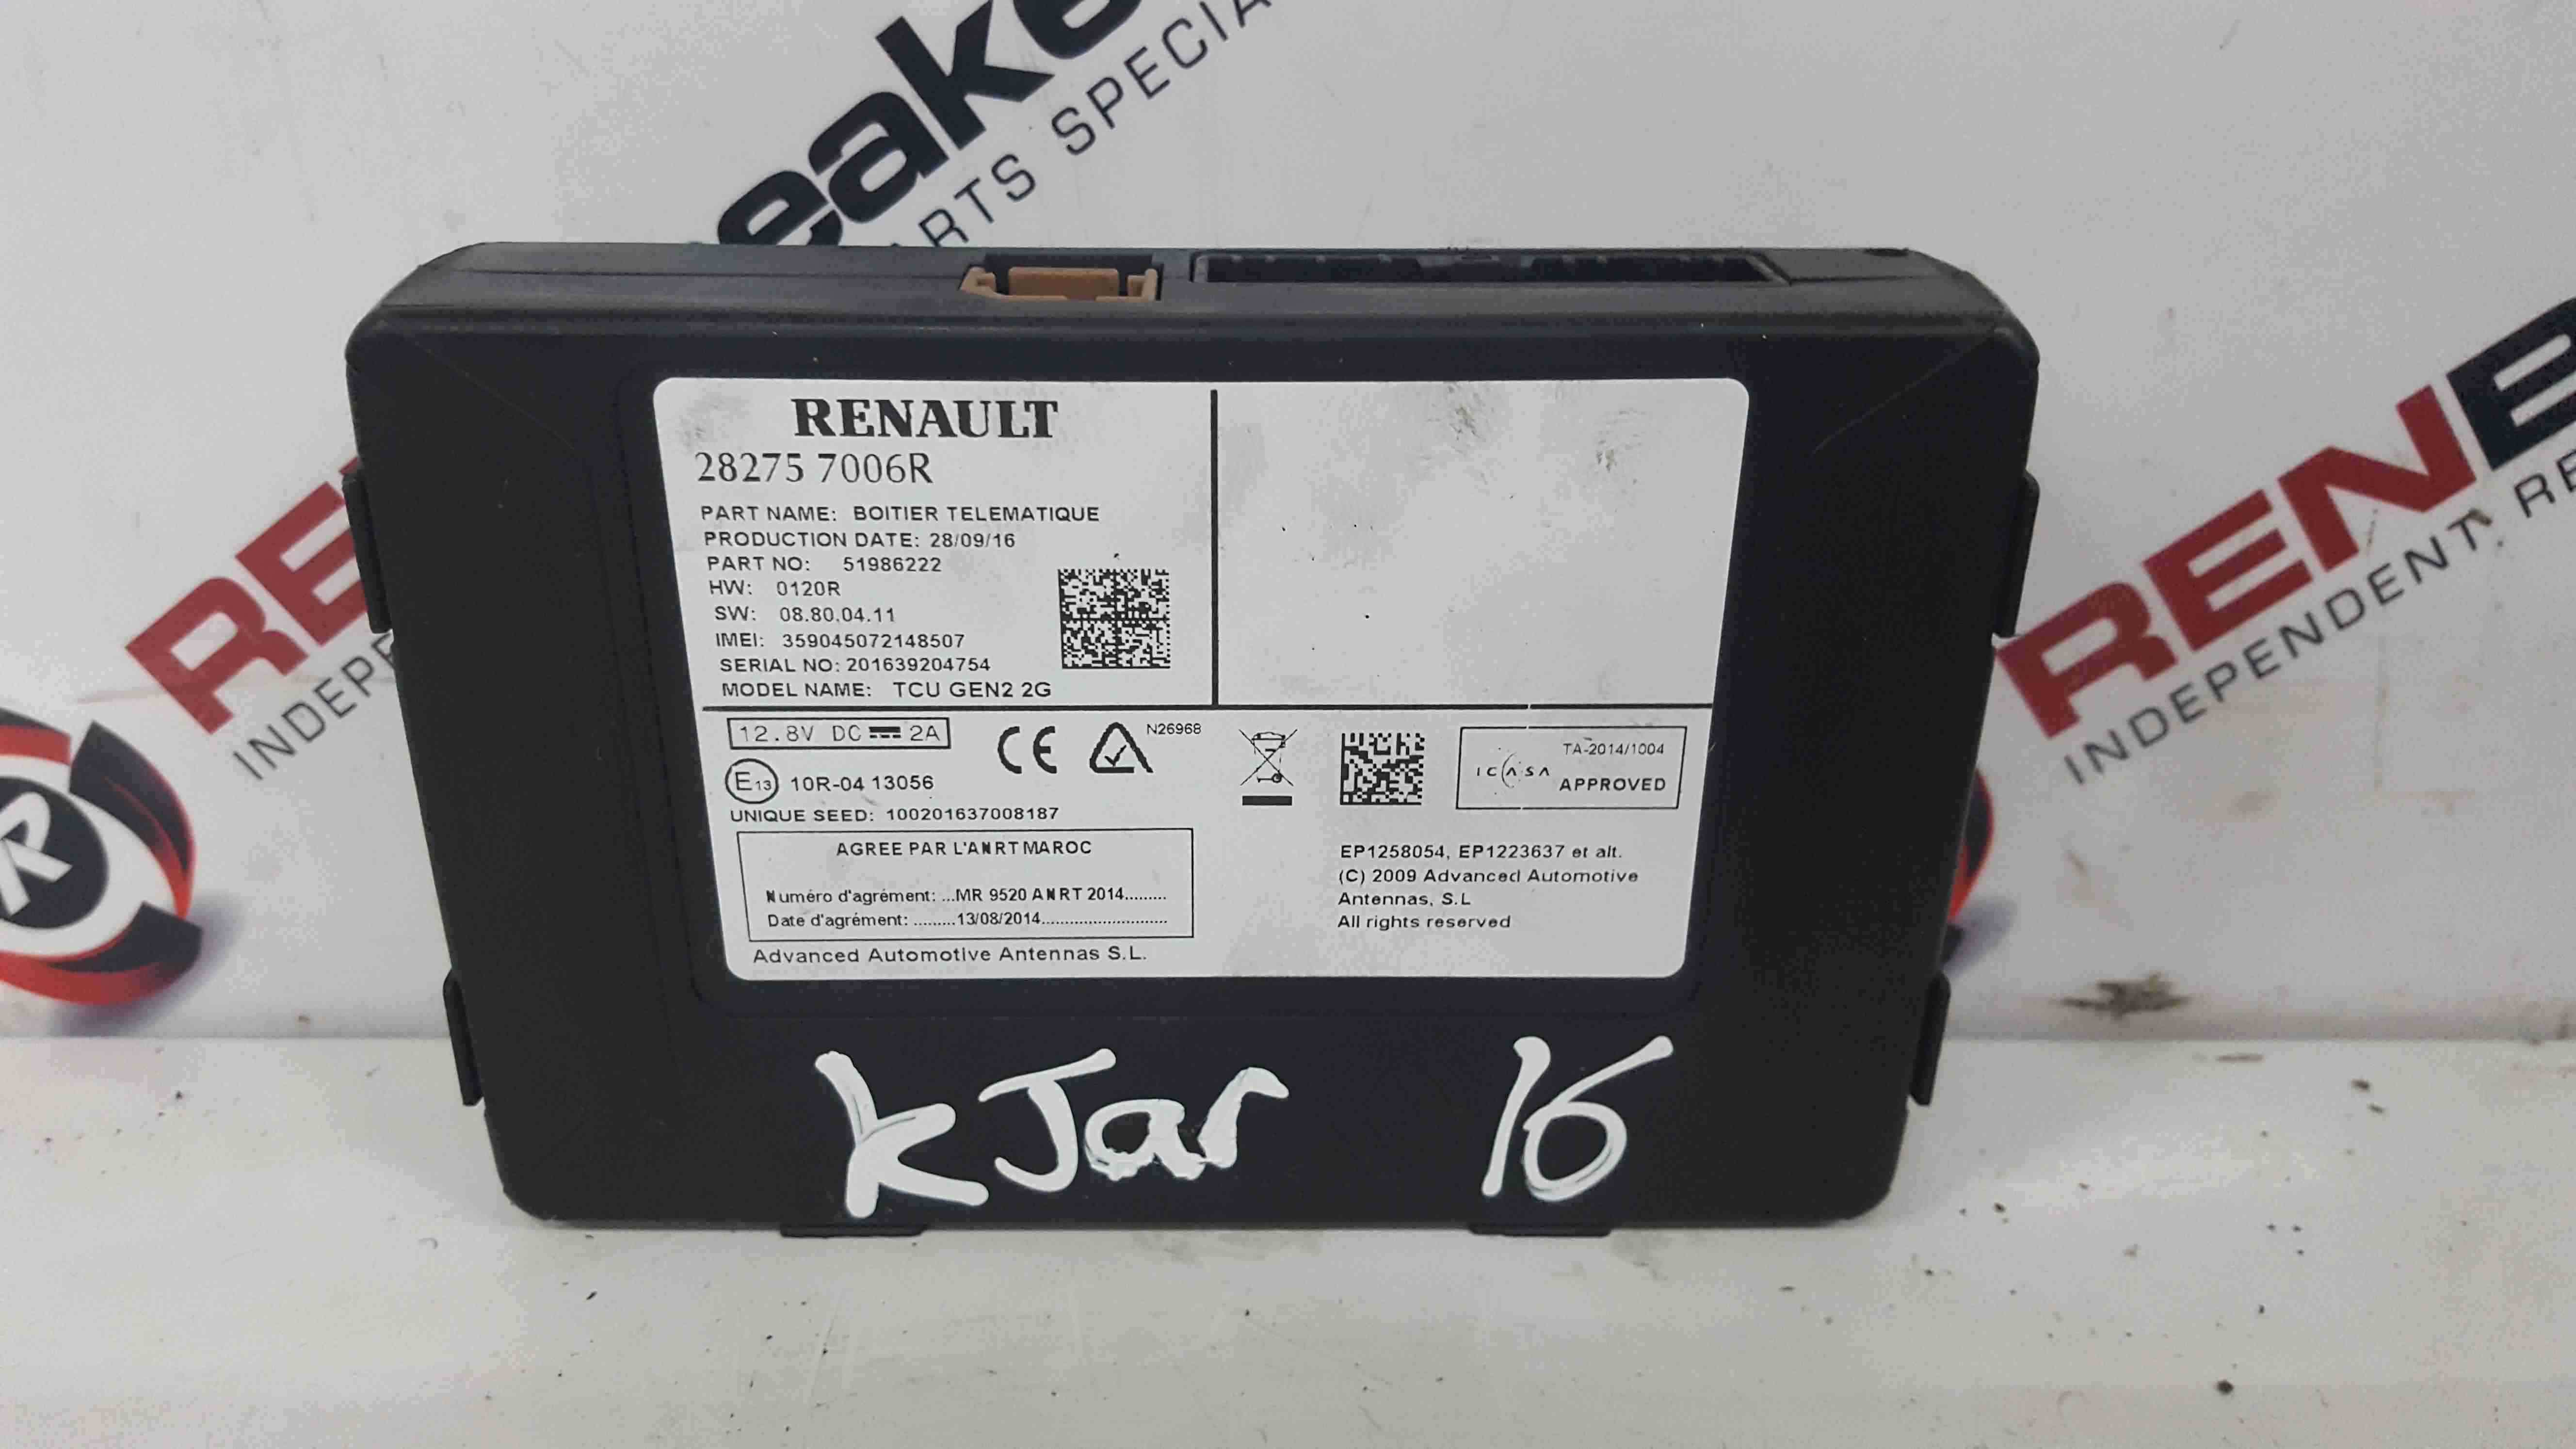 eake
ARTS SPECIA
RENAULT
28275 7006R
PART NAME: BOITIER TELEMATIQUE
PRODUCTION DATE: 28/09/16
PART NO: 51986222
HW: 0120R
SW: 08.80.04.11
IMEI: 359045072148507
SERIAL NO: 201639204754
MODEL NAME: TCU GEN2 2G
12.8V DC 2A
CE
N26968
E13 10R-04 13056
UNIQUE SEED: 100201637008187
AGREE PAR L'ANRT MAROC
Numéro d'agrément: ...MR 9520 ANRT 2014.........
Date d'agrément: .........13/08/2014...........................
Advanced Automotive Antennas S.L.
ICASA
TA-2014/1004
APPROVED
EP1258054, EP1223637 et alt.
(C) 2009 Advanced Automotive
Antennas, S.L
All rights reserved
kJar 16
RE
INDEPE
R
RENB
INDEPENDENT RE